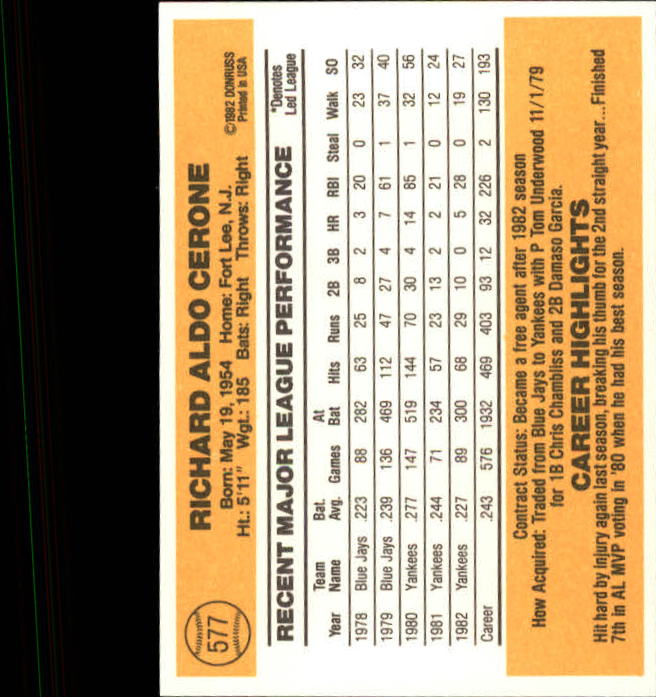 577
RICHARD ALDO CERONE
Born: May 19, 1954 Home: Fort Lee, N.J.
Ht.: 5'11" Wgt.: 185 Bats: Right Throws: Right
©1982 DONRUSS
Printed in USA
RECENT MAJOR LEAGUE PERFORMANCE
*Denotes
Led League
Year Team Name Bat. Avg. Games At Bat Hits Runs 2B 3B HR RBI Steal Walk SO
1978 Blue Jays .223 88 282 63 25 8 2 3 20 0 23 32
1979 Blue Jays .239 136 469 112 47 27 4 7 61 1 37 40
1980 Yankees .277 147 519 144 70 30 4 14 85 1 32 56
1981 Yankees .244 71 234 57 23 13 2 2 21 0 12 24
1982 Yankees .227 89 300 68 29 10 0 5 28 0 19 27
Career .243 576 1932 469 403 93 12 32 226 2 130 193
Contract Status: Became a free agent after 1982 season
How Acquired: Traded from Blue Jays to Yankees with P Tom Underwood 11/1/79
for 1B Chris Chambliss and 2B Damaso Garcia.
CAREER HIGHLIGHTS
Hit hard by injury again last season, breaking his thumb for the 2nd straight year...Finished
7th in AL MVP voting in '80 when he had his best season.